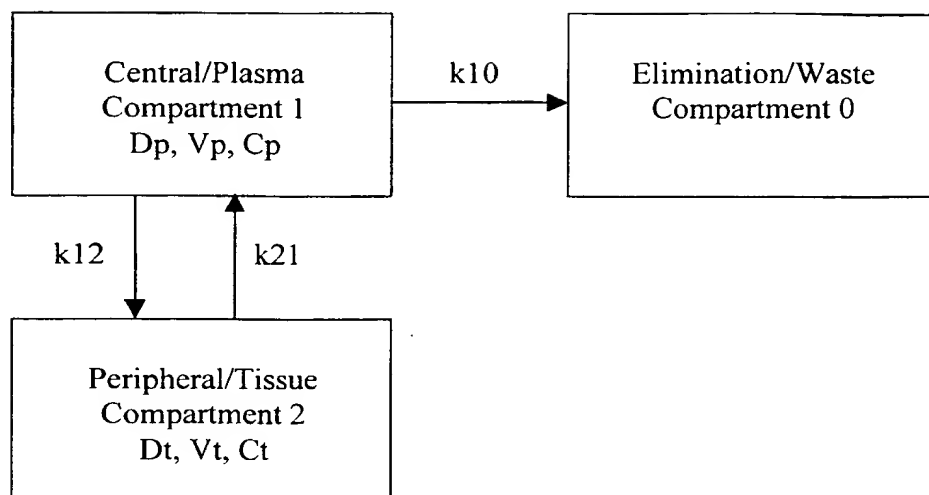 Central/Plasma
Compartment 1
Dp, Vp, Cp
k10
Elimination/Waste
Compartment 0
k12
k21
Peripheral/Tissue
Compartment 2
Dt, Vt, Ct